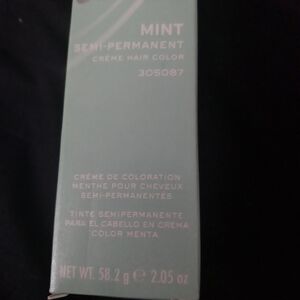 MINT
SEMI-PERMANENT
CRÈME HAIR COLOR
305087
CRÈME DE COLORATION
MENTHE POUR CHEVEUX
SEMI-PERMANENTES
TINTE SEMIPERMANENTE
PARA EL CABELLO EN CREMA
COLOR MENTA
NET WT. 58.2 g ℮ 2.05 oz